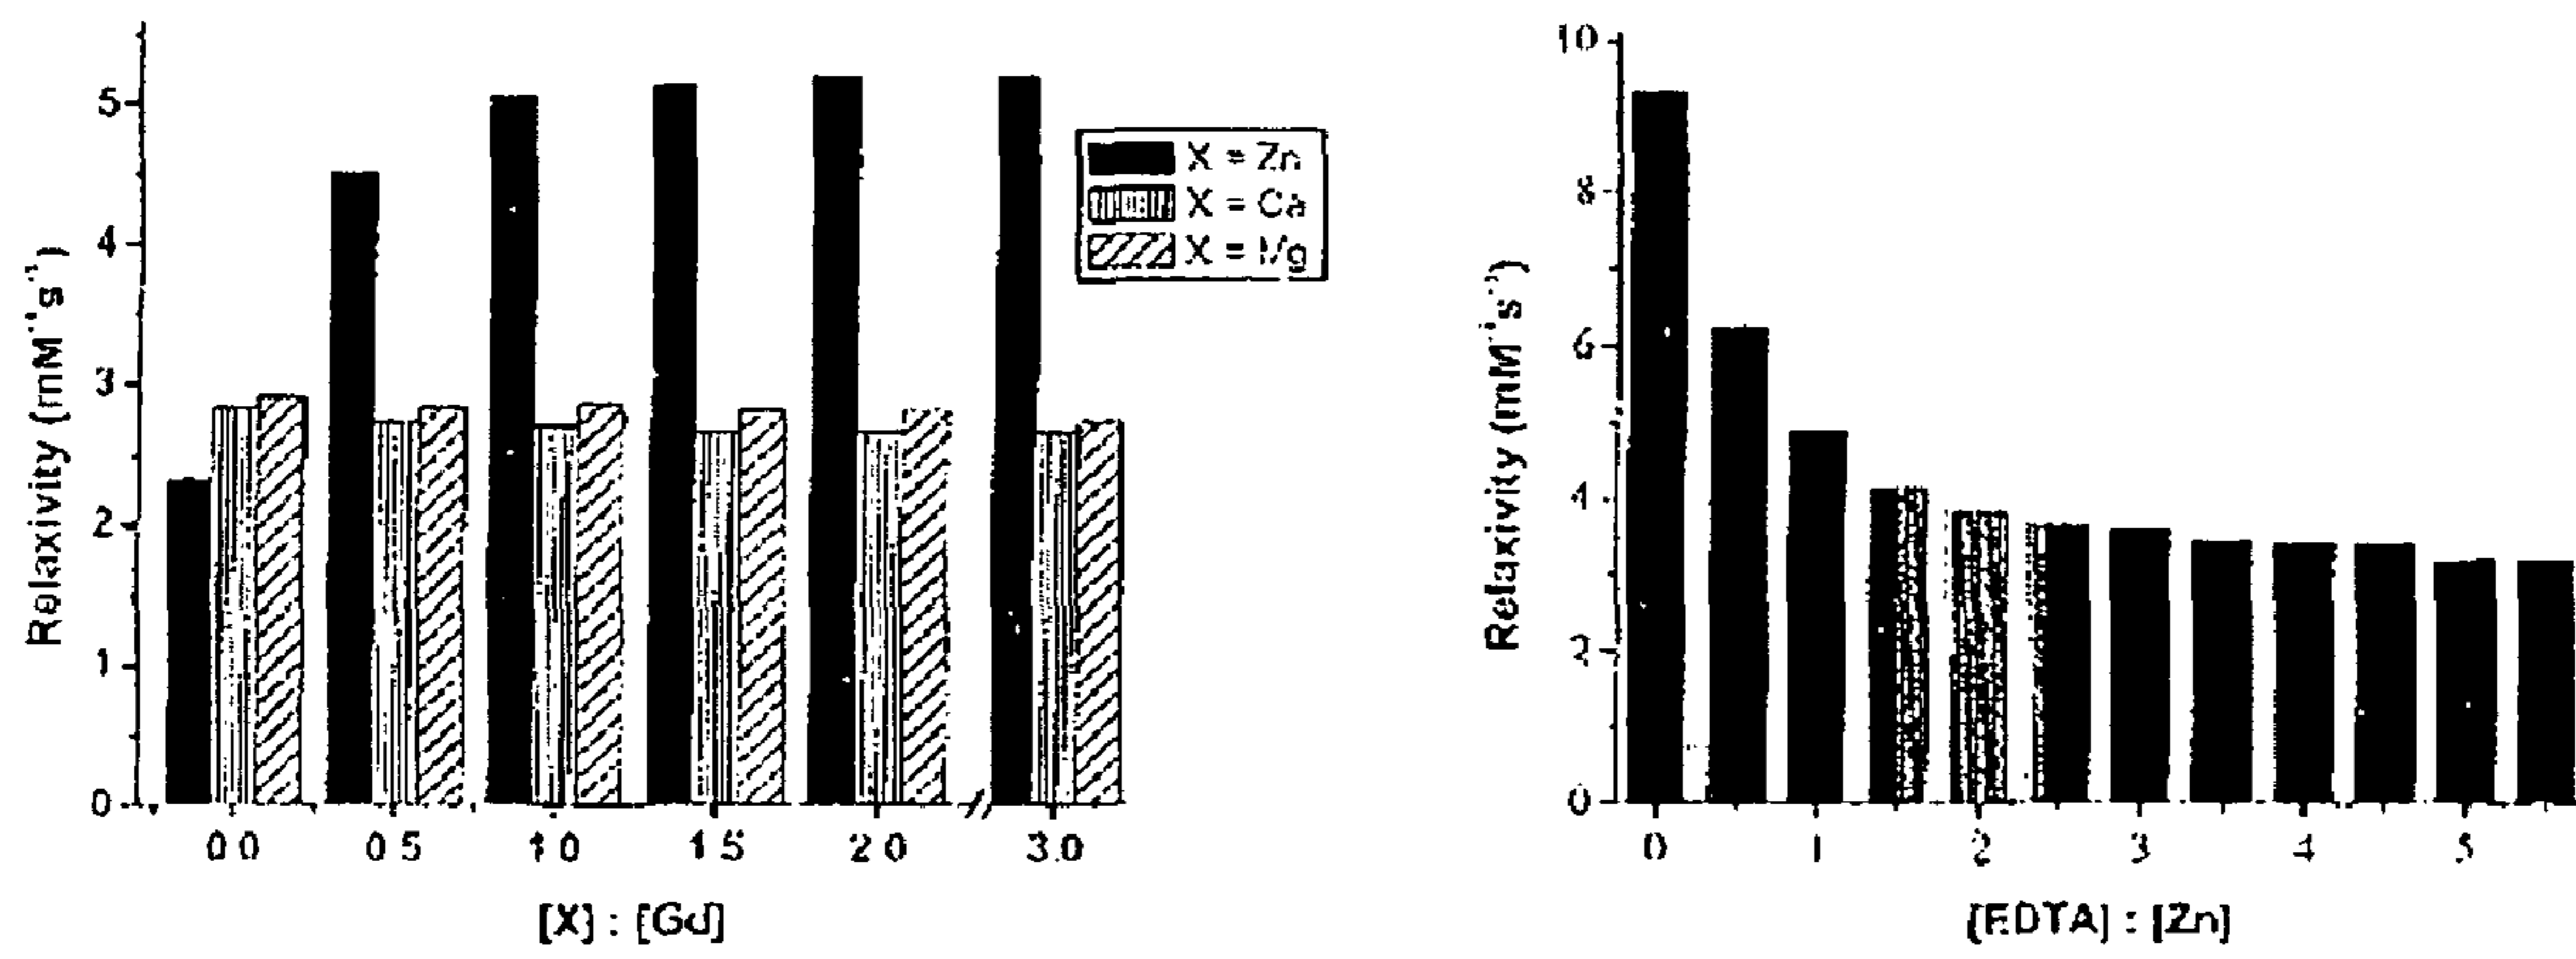 Relaxivity (mM⁻¹s⁻¹)
5
4
3
2
1
0
0.0 0.5 1.0 1.5 2.0 3.0
[X] : [Gd]
X = Zn
X = Ca
X = Mg
Relaxivity (mM⁻¹s⁻¹)
10
8
6
4
2
0
0 1 2 3 4 5
[EDTA] : [Zn]